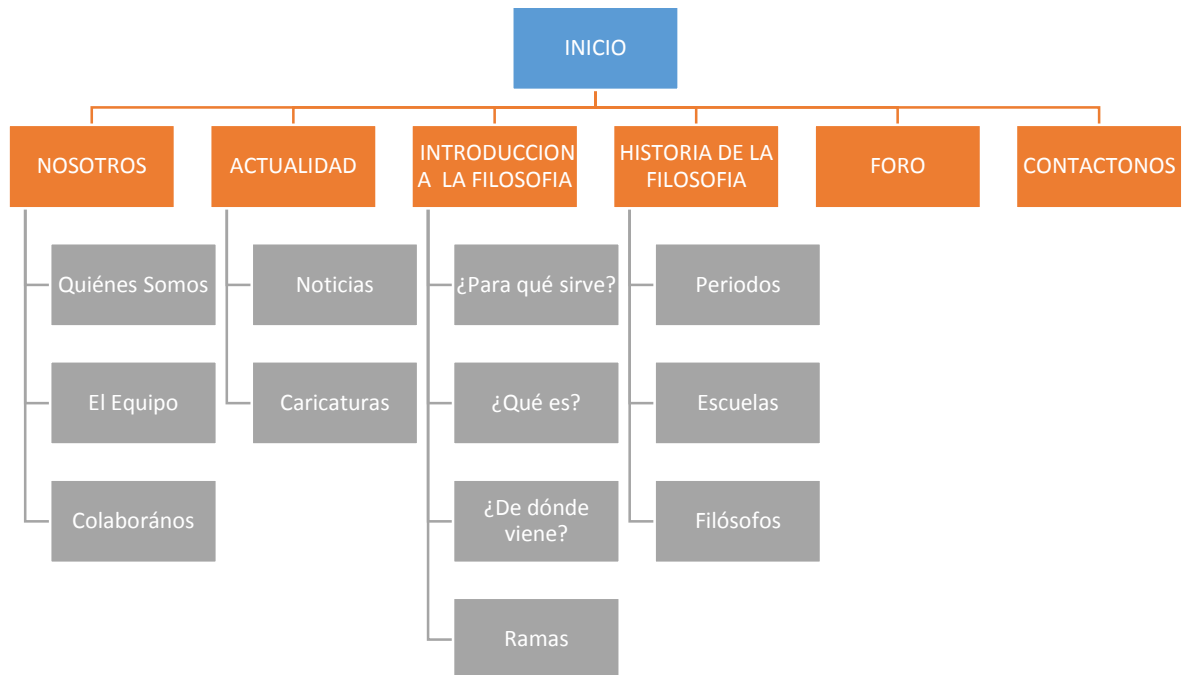 INICIO
NOSOTROS
ACTUALIDAD
INTRODUCCION
A LA FILOSOFIA
HISTORIA DE LA
FILOSOFIA
FORO
CONTACTONOS
Quiénes Somos
El Equipo
Colaborános
Noticias
Caricaturas
¿Para qué sirve?
¿Qué es?
¿De dónde
viene?
Ramas
Periodos
Escuelas
Filósofos